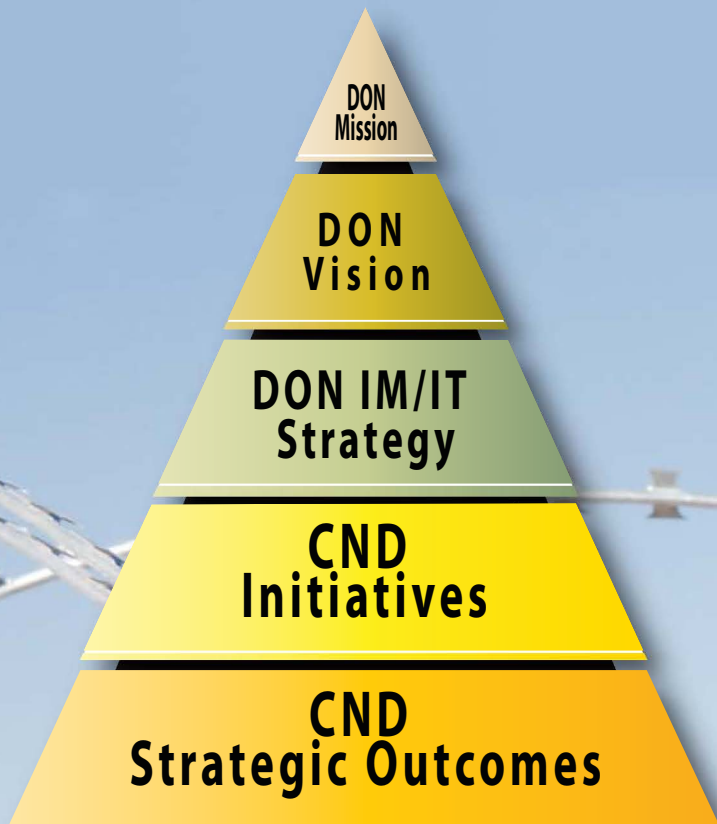 DON
Mission
DON
Vision
DON IM/IT
Strategy
CND
Initiatives
CND
Strategic Outcomes